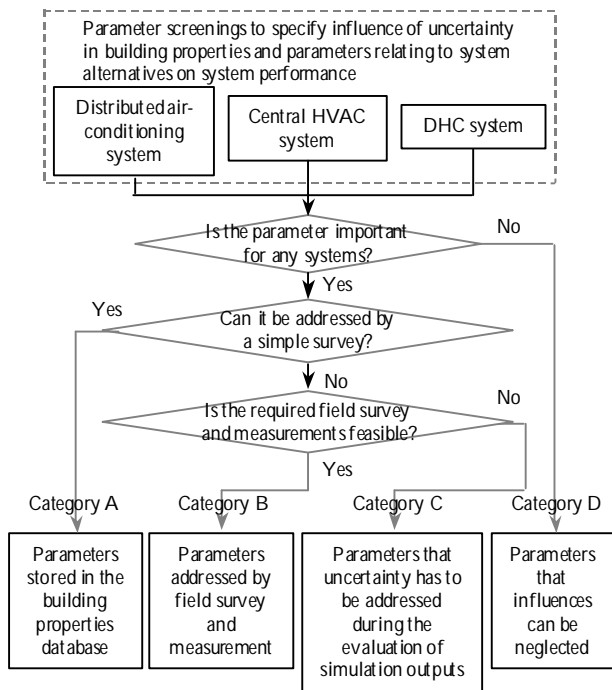 Parameter screenings to specify influence of uncertainty
in building properties and parameters relating to system
alternatives on system performance
Distributed air-
conditioning
system
Central HVAC
system
DHC system
Is the parameter important
for any systems?
No
Yes
Yes
Can it be addressed by
a simple survey?
No
No
Is the required field survey
and measurements feasible?
Yes
Category A
Category B
Category C
Category D
Parameters
stored in the
building
properties
database
Parameters
addressed by
field survey
and
measurement
Parameters that
uncertainty has to
be addressed
during the
evaluation of
simulation outputs
Parameters
that
influences
can be
neglected